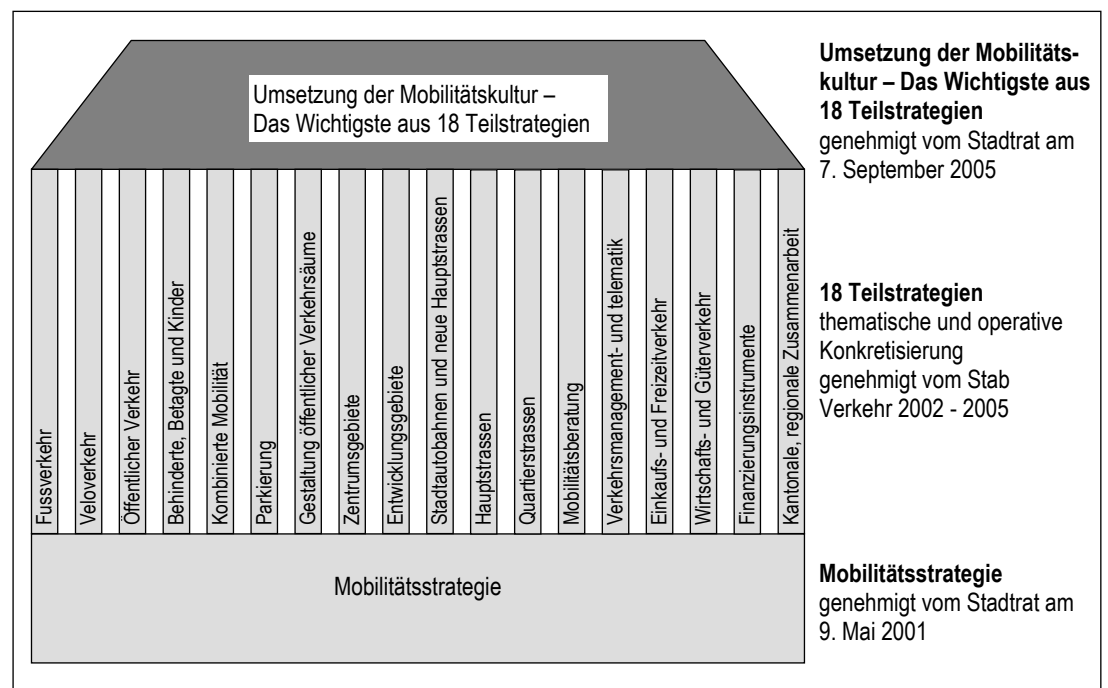 Umsetzung der Mobilitätskultur –
Das Wichtigste aus 18 Teilstrategien
Umsetzung der Mobilitäts-
kultur – Das Wichtigste aus
18 Teilstrategien
genehmigt vom Stadtrat am
7. September 2005
Fussverkehr
Veloverkehr
Öffentlicher Verkehr
Behinderte, Betagte und Kinder
Kombinierte Mobilität
Parkierung
Gestaltung öffentlicher Verkehrsäume
Zentrumsgebiete
Entwicklungsgebiete
Stadtautobahnen und neue Hauptstrassen
Hauptstrassen
Quartierstrassen
Mobilitätsberatung
Verkehrsmanagement- und telematik
Einkaufs- und Freizeitverkehr
Wirtschafts- und Güterverkehr
Finanzierungsinstrumente
Kantonale, regionale Zusammenarbeit
18 Teilstrategien
thematische und operative
Konkretisierung
genehmigt vom Stab
Verkehr 2002 - 2005
Mobilitätsstrategie
Mobilitätsstrategie
genehmigt vom Stadtrat am
9. Mai 2001